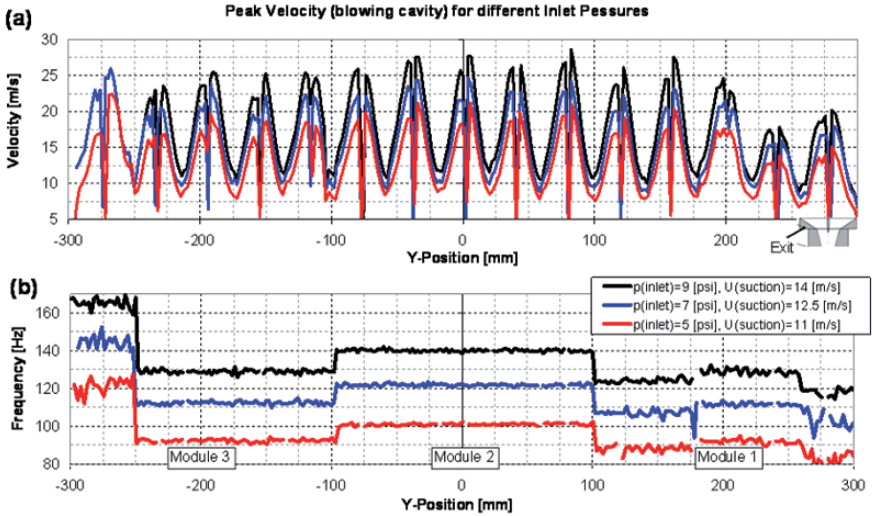 (a)
Peak Velocity (blowing cavity) for different Inlet Pessures
Velocity [m/s]
30
25
20
15
10
5
-300 -200 -100 0 100 200
Exit
Y-Position [mm]
(b)
p(inlet)=9 [psi], U(suction)=14 [m/s]
p(inlet)=7 [psi], U(suction)=12.5 [m/s]
p(inlet)=5 [psi], U(suction)=11 [m/s]
Frequency [Hz]
160
140
120
100
80
Module 3 Module 2 Module 1
-300 -200 -100 0 100 200 300
Y-Position [mm]